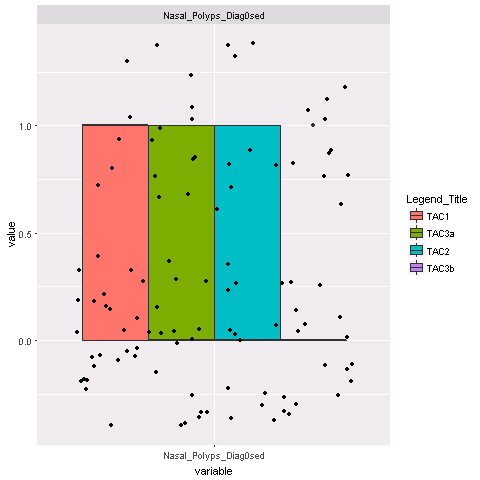 Nasal_Polyps_Diag0sed
1.0
0.5
0.0
value
Nasal_Polyps_Diag0sed
variable
Legend_Title
TAC1
TAC3a
TAC2
TAC3b